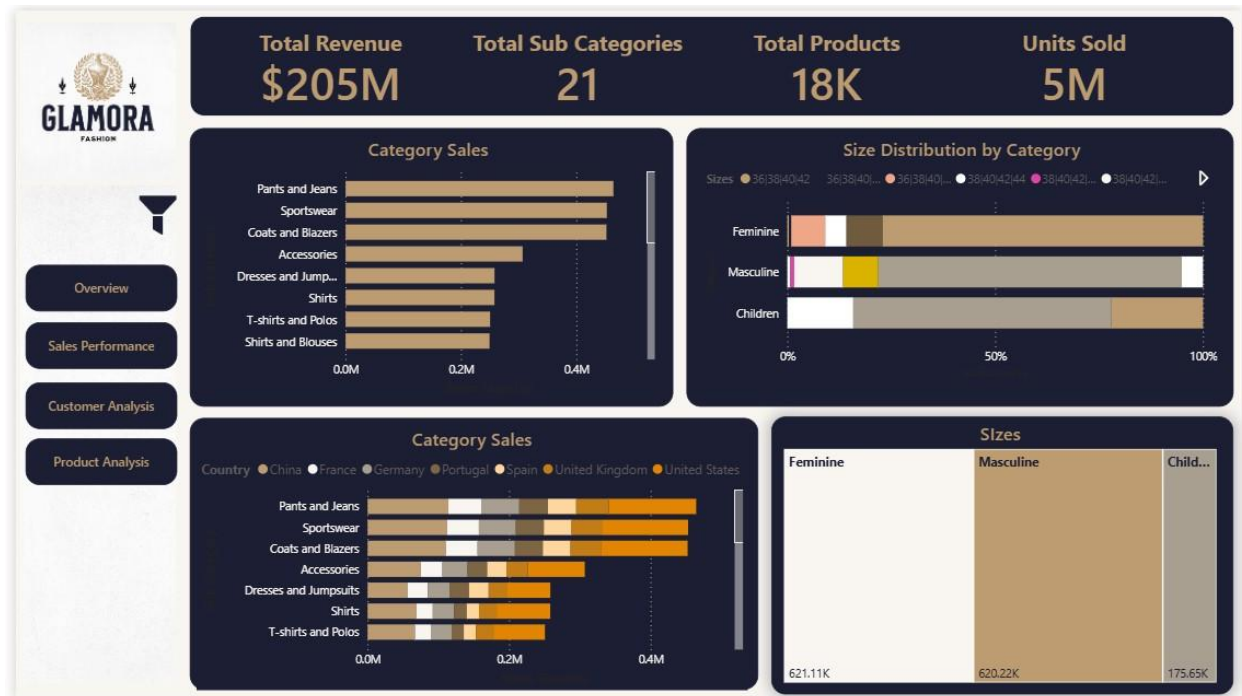 GLAMORA
FASHION
Overview
Sales Performance
Customer Analysis
Product Analysis
Total Revenue
$205M
Total Sub Categories
21
Total Products
18K
Units Sold
5M
Category Sales
Pants and Jeans
Sportswear
Coats and Blazers
Accessories
Dresses and Jump...
Shirts
T-shirts and Polos
Shirts and Blouses
0.0M 0.2M 0.4M
Size Distribution by Category
Sizes 36|38|40|42 36|38|40|... 36|38|40|... 38|40|42|44 38|40|42|... 38|40|42|...
Feminine
Masculine
Children
0% 50% 100%
Category Sales
Country China France Germany Portugal Spain United Kingdom United States
Pants and Jeans
Sportswear
Coats and Blazers
Accessories
Dresses and Jumpsuits
Shirts
T-shirts and Polos
0.0M 0.2M 0.4M
SIzes
Feminine Masculine Child...
621.11K 620.22K 175.65K